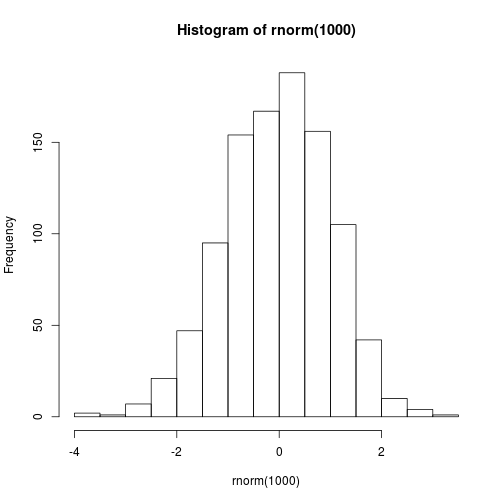 Histogram of rnorm(1000)
Frequency
150
100
50
0
-4 -2 0 2
rnorm(1000)